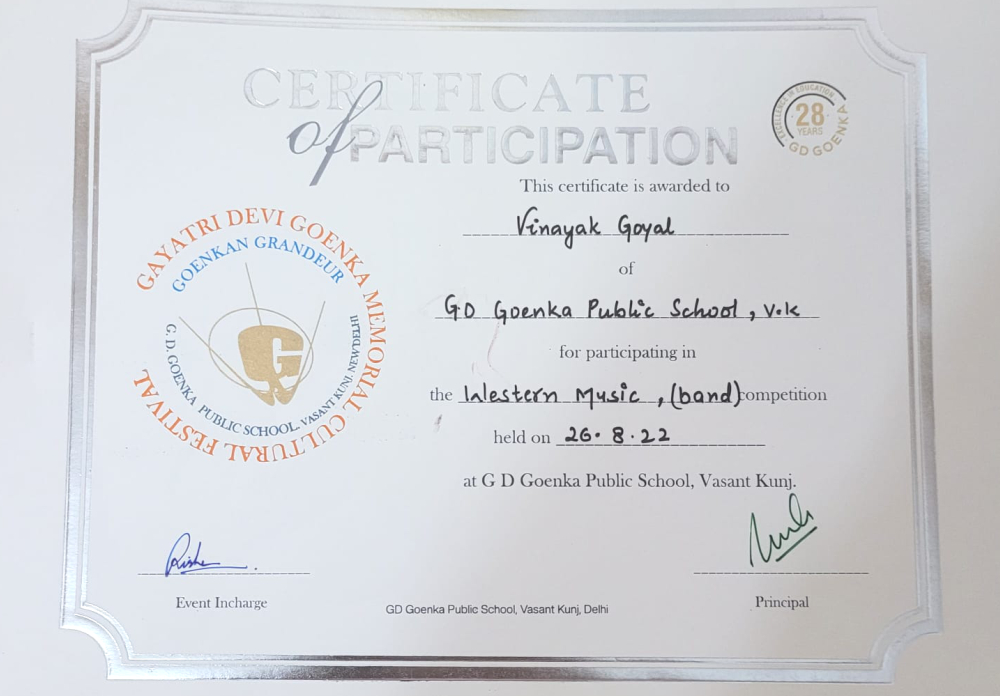 CERTIFICATE
of PARTICIPATION
EXCELLENCE IN EDUCATION
28
YEARS
GD GOENKA
This certificate is awarded to
Vinayak Goyal
of
GD Goenka Public School, V.k
for participating in
the Western Music, (band) competition
held on 26.8.22
at G D Goenka Public School, Vasant Kunj.
GAYATRI DEVI GOENKA MEMORIAL CULTURAL FESTIVAL
GOENKAN GRANDEUR
G
G. D. GOENKA PUBLIC SCHOOL, VASANT KUNJ, NEW DELHI
Event Incharge
GD Goenka Public School, Vasant Kunj, Delhi
Principal